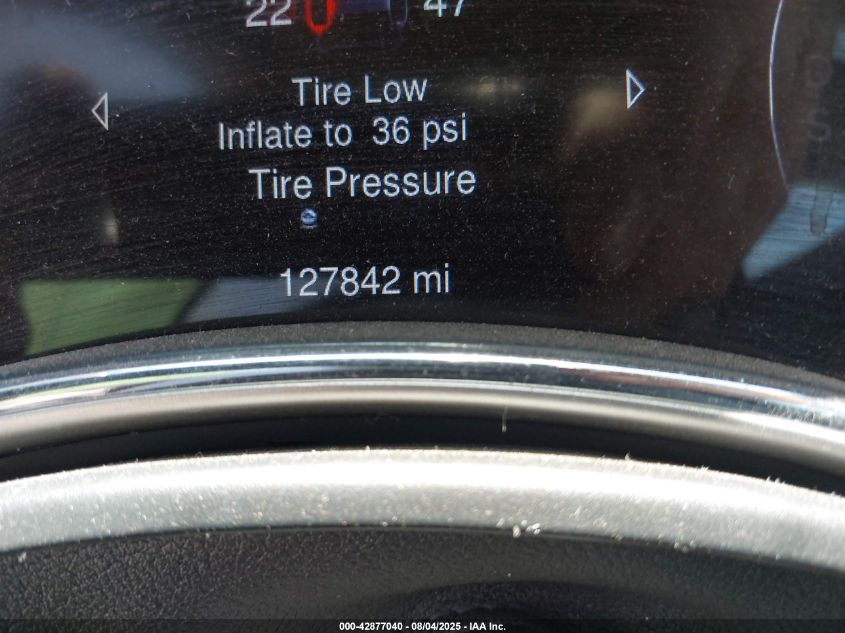 22 47
Tire Low
Inflate to 36 psi
Tire Pressure
127842 mi
D
S
000-42877040 - 08/04/2025 - IAA Inc.